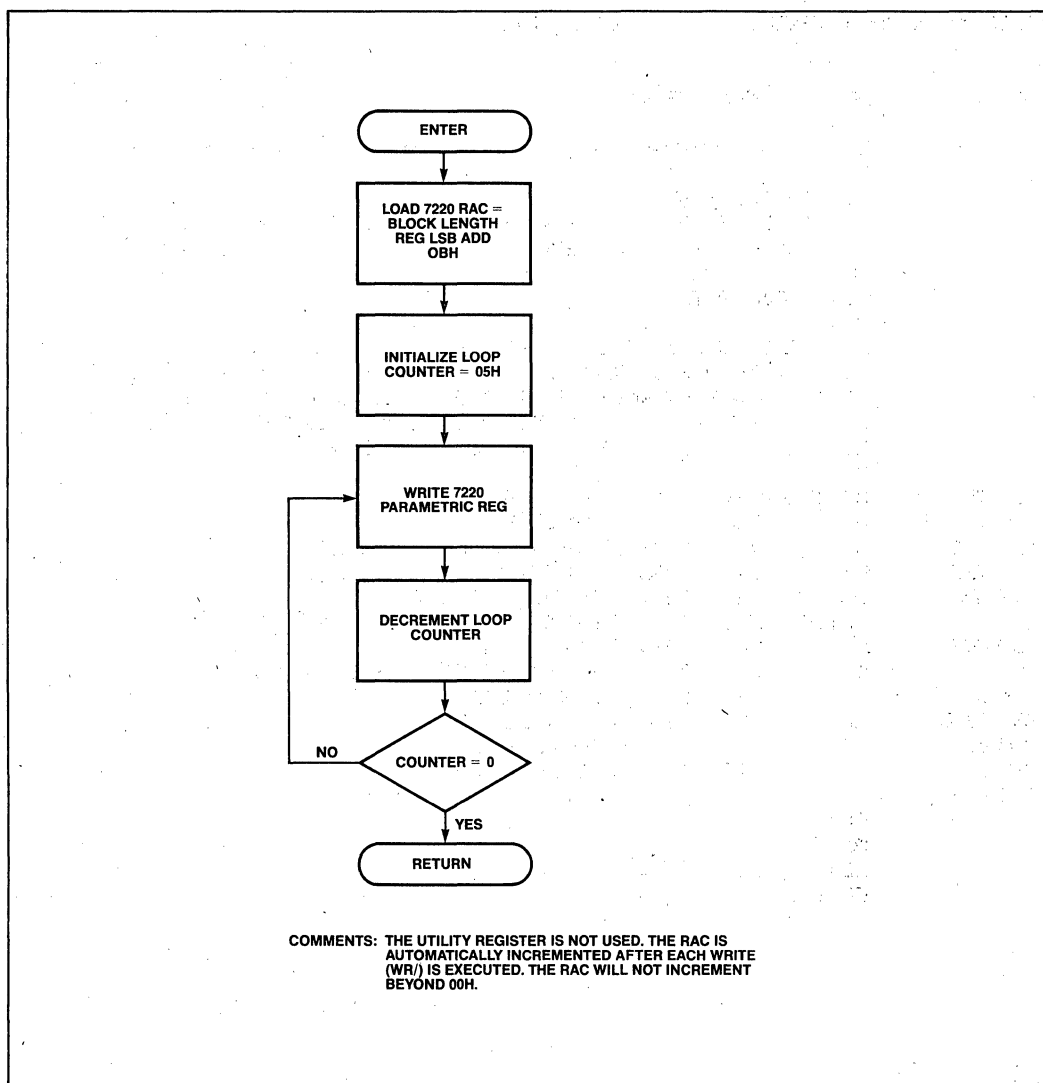 ENTER
LOAD 7220 RAC =
BLOCK LENGTH
REG LSB ADD
OBH
INITIALIZE LOOP
COUNTER = 05H
WRITE 7220
PARAMETRIC REG
DECREMENT LOOP
COUNTER
NO
COUNTER = 0
YES
RETURN
COMMENTS: THE UTILITY REGISTER IS NOT USED. THE RAC IS
AUTOMATICALLY INCREMENTED AFTER EACH WRITE
(WR/) IS EXECUTED. THE RAC WILL NOT INCREMENT
BEYOND 00H.